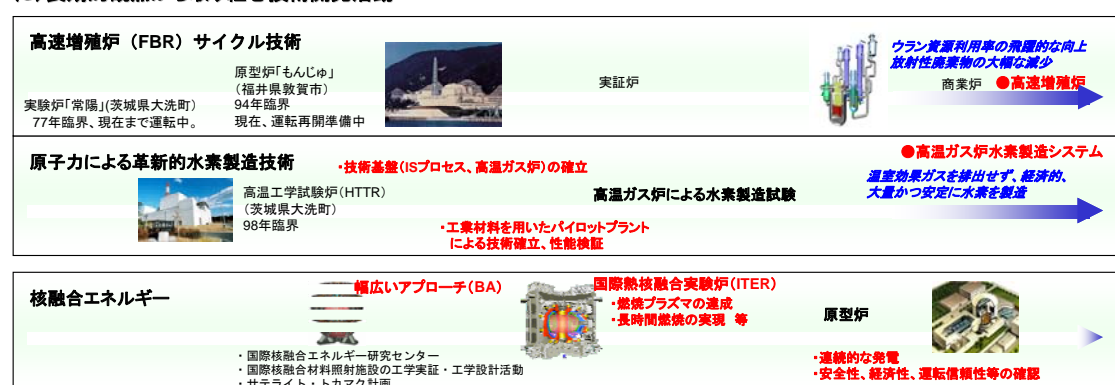 高速増殖炉（FBR）サイクル技術
原型炉「もんじゅ」
（福井県敦賀市）
94年臨界
現在、運転再開準備中
実験炉「常陽」(茨城県大洗町）
77年臨界、現在まで運転中。
実証炉
ウラン資源利用率の飛躍的な向上
放射性廃棄物の大幅な減少
商業炉 ●高速増殖炉
原子力による革新的水素製造技術
・技術基盤(ISプロセス、高温ガス炉)の確立
高温工学試験炉（HTTR）
（茨城県大洗町）
98年臨界
高温ガス炉による水素製造試験
・工業材料を用いたパイロットプラント
による技術確立、性能検証
●高温ガス炉水素製造システム
温室効果ガスを排出せず、経済的、
大量かつ安定に水素を製造
核融合エネルギー
幅広いアプローチ（BA）
・国際核融合エネルギー研究センター
・国際核融合材料照射施設の工学実証・工学設計活動
・サテライト・トカマク計画
国際熱核融合実験炉（ITER）
・燃焼プラズマの達成
・長時間燃焼の実現 等
原型炉
・連続的な発電
・安全性、経済性、運転信頼性等の確認